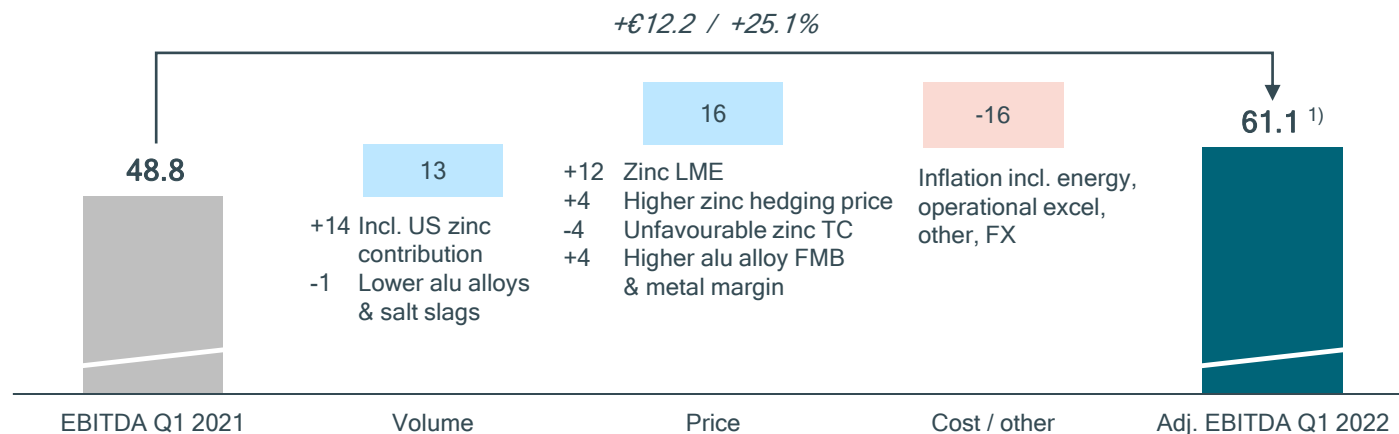 +€12.2 / +25.1%
48.8
13
+14 Incl. US zinc
contribution
-1 Lower alu alloys
& salt slags
16
+12 Zinc LME
+4 Higher zinc hedging price
-4 Unfavourable zinc TC
+4 Higher alu alloy FMB
& metal margin
-16
Inflation incl. energy,
operational excel,
other, FX
61.1 1)
EBITDA Q1 2021
Volume
Price
Cost / other
Adj. EBITDA Q1 2022